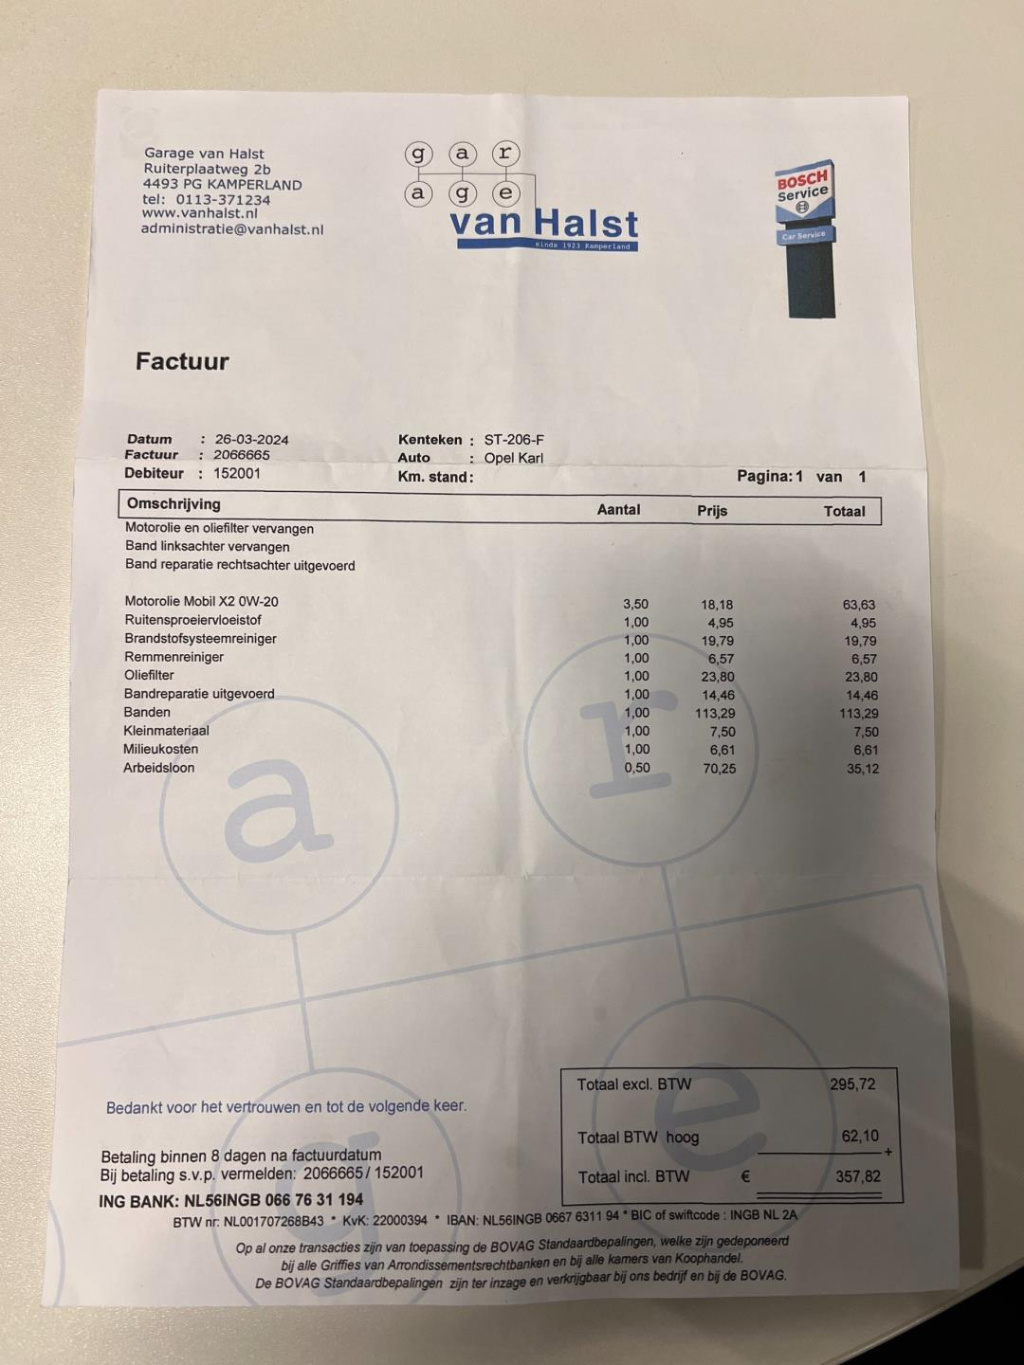 Garage van Halst
Ruiterplaatweg 2b
4493 PG KAMPERLAND
tel: 0113-371234
www.vanhalst.nl
administratie@vanhalst.nl
g a r
a g e
van Halst
Sinds 1923 Kamperland
BOSCH
Service
Car Service
Factuur
Datum : 26-03-2024
Factuur : 2066665
Debiteur : 152001
Kenteken : ST-206-F
Auto : Opel Karl
Km. stand:
Pagina: 1 van 1
Omschrijving Aantal Prijs Totaal
Motorolie en oliefilter vervangen
Band linksachter vervangen
Band reparatie rechtsachter uitgevoerd
Motorolie Mobil X2 0W-20 3,50 18,18 63,63
Ruitensproeiervloeistof 1,00 4,95 4,95
Brandstofsysteemreiniger 1,00 19,79 19,79
Remmenreiniger 1,00 6,57 6,57
Oliefilter 1,00 23,80 23,80
Bandreparatie uitgevoerd 1,00 14,46 14,46
Banden 1,00 113,29 113,29
Kleinmateriaal 1,00 7,50 7,50
Milieukosten 1,00 6,61 6,61
Arbeidsloon 0,50 70,25 35,12
a r
g e
Totaal excl. BTW 295,72
Totaal BTW hoog 62,10
+
Totaal incl. BTW € 357,82
Bedankt voor het vertrouwen en tot de volgende keer.
Betaling binnen 8 dagen na factuurdatum
Bij betaling s.v.p. vermelden: 2066665/ 152001
ING BANK: NL56INGB 066 76 31 194
BTW nr: NL001707268B43 * KvK: 22000394 * IBAN: NL56INGB 0667 6311 94 * BIC of swiftcode : INGB NL 2A
Op al onze transacties zijn van toepassing de BOVAG Standaardbepalingen, welke zijn gedeponeerd
bij alle Griffies van Arrondissementsrechtbanken en bij alle kamers van Koophandel.
De BOVAG Standaardbepalingen zijn ter inzage en verkrijgbaar bij ons bedrijf en bij de BOVAG.